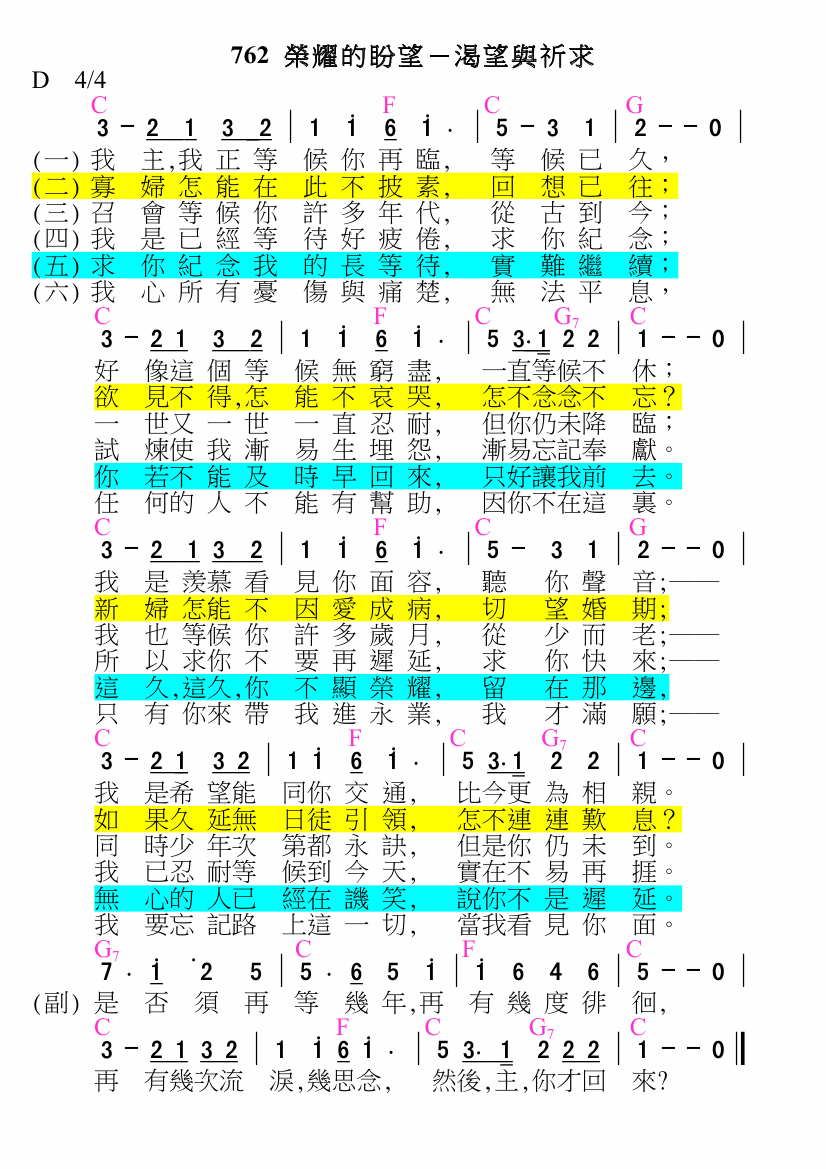 762 榮耀的盼望－渴望與祈求
D 4/4
C F C G
3 - 2 1 3 2 | 1 i 6 i . | 5 - 3 1 | 2 - - 0 |
(一) 我 主,我 正 等 候 你 再 臨, 等 候 已 久，
(二) 寡 婦 怎 能 在 此 不 披 素, 回 想 已 往；
(三) 召 會 等 候 你 許 多 年 代, 從 古 到 今；
(四) 我 是 已 經 等 待 好 疲 倦, 求 你 紀 念；
(五) 求 你 紀 念 我 的 長 等 待, 實 難 繼 續；
(六) 我 心 所 有 憂 傷 與 痛 楚, 無 法 平 息，
C F C G7 C
3 - 2 1 3 2 | 1 i 6 i . | 5 3. 1 2 2 | 1 - - 0 |
好 像這 個 等 候 無 窮 盡, 一直等候不 休；
欲 見不 得,怎 能 不 哀 哭, 怎不念念不 忘？
一 世又 一 世 一 直 忍 耐, 但你仍未降 臨；
試 煉使 我 漸 易 生 埋 怨, 漸易忘記奉 獻。
你 若不 能 及 時 早 回 來, 只好讓我前 去。
任 何的 人 不 能 有 幫 助, 因你不在這 裏。
C F C G
3 - 2 1 3 2 | 1 i 6 i . | 5 - 3 1 | 2 - - 0 |
我 是 羨慕 看 見 你 面 容, 聽 你 聲 音;——
新 婦 怎能 不 因 愛 成 病, 切 望 婚 期;
我 也 等候 你 許 多 歲 月, 從 少 而 老;——
所 以 求你 不 要 再 遲 延, 求 你 快 來;——
這 久,這久,你 不 顯 榮 耀, 留 在 那 邊,
只 有 你來 帶 我 進 永 業, 我 才 滿 願;——
C F C G7 C
3 - 2 1 3 2 | 1 i 6 i . | 5 3. 1 2 2 | 1 - - 0 |
我 是希 望能 同你 交 通, 比今更 為 相 親。
如 果久 延無 日徒 引 領, 怎不連 連 歎 息？
同 時少 年次 第都 永 訣, 但是你 仍 未 到。
我 已忍 耐等 候到 今 天, 實在不 易 再 捱。
無 心的 人已 經在 譏 笑, 說你不 是 遲 延。
我 要忘 記路 上這 一 切, 當我看 見 你 面。
G7 C F C
7 . i 2̇ 5 | 5 . 6 5 i | i 6 4 6 | 5 - - 0 |
(副) 是 否 須 再 等 幾 年,再 有 幾 度 徘 徊,
C F C G7 C
3 - 2 1 3 2 | 1 i 6 i . | 5 3. 1 2 2 2 | 1 - - 0 ||
再 有幾次流 淚,幾思念, 然後,主,你才回 來?